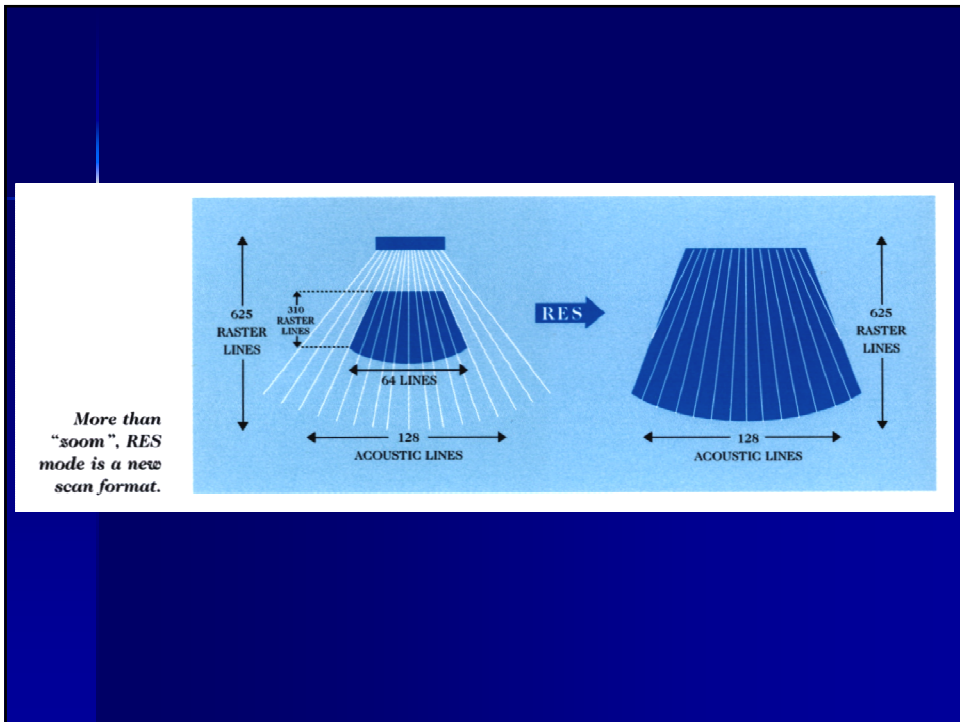 625
RASTER
LINES
310
RASTER
LINES
64 LINES
128
ACOUSTIC LINES
RES
625
RASTER
LINES
128
ACOUSTIC LINES
More than
“zoom”, RES
mode is a new
scan format.